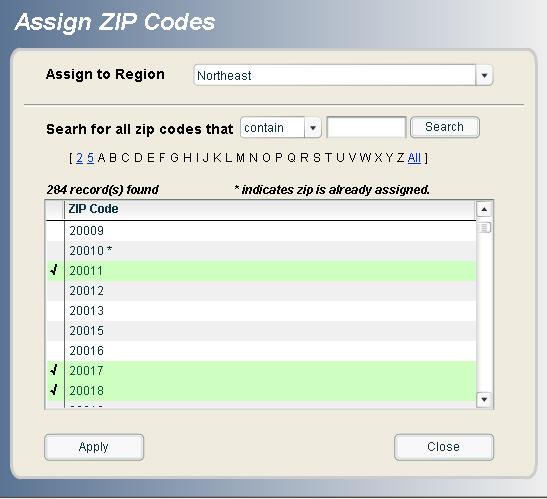 Assign ZIP Codes
Assign to Region Northeast
Searh for all zip codes that contain Search
[ 2 5 A B C D E F G H I J K L M N O P Q R S T U V W X Y Z All ]
284 record(s) found * indicates zip is already assigned.
ZIP Code
20009
20010 *
20011
20012
20013
20015
20016
20017
20018
Apply Close